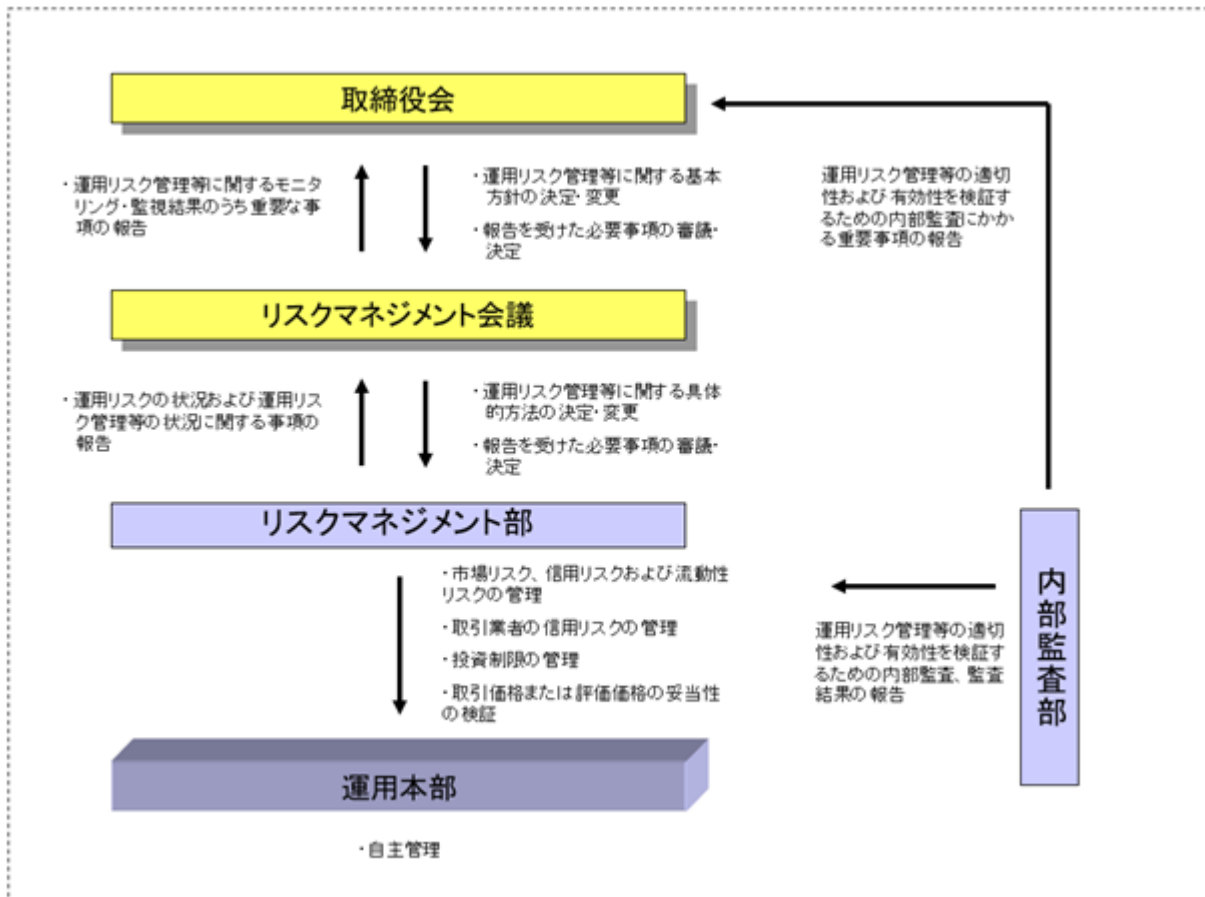 取締役会
・運用リスク管理等に関するモニタ
リング・監視結果のうち重要な事
項の報告
・運用リスク管理等に関する基本
方針の決定・変更
・報告を受けた必要事項の審議・
決定
運用リスク管理等の適切
性および有効性を検証す
るための内部監査にかか
る重要事項の報告
リスクマネジメント会議
・運用リスクの状況および運用リス
ク管理等の状況に関する事項の
報告
・運用リスク管理等に関する具体
的方法の決定・変更
・報告を受けた必要事項の審議・
決定
リスクマネジメント部
・市場リスク、信用リスクおよび流動性
リスクの管理
・取引業者の信用リスクの管理
・投資制限の管理
・取引価格または評価価格の妥当性
の検証
運用リスク管理等の適切
性および有効性を検証す
るための内部監査、監査
結果の報告
内部監査部
運用本部
・自主管理